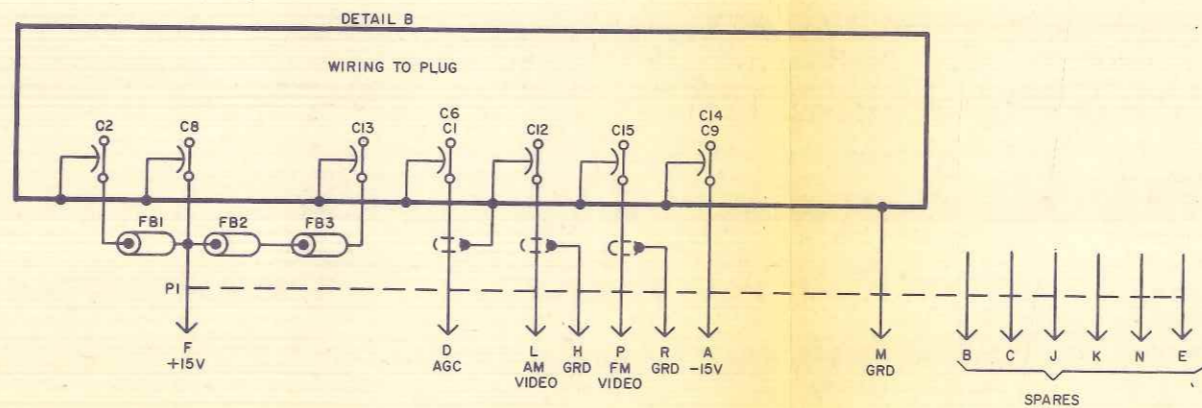 DETAIL B
WIRING TO PLUG
C2
C8
C13
C6
C1
C12
C15
C14
C9
FB1
FB2
FB3
P1
F
+15V
D
AGC
L
AM
VIDEO
H
GRD
P
FM
VIDEO
R
GRD
A
-15V
M
GRD
B
C
J
K
N
E
SPARES